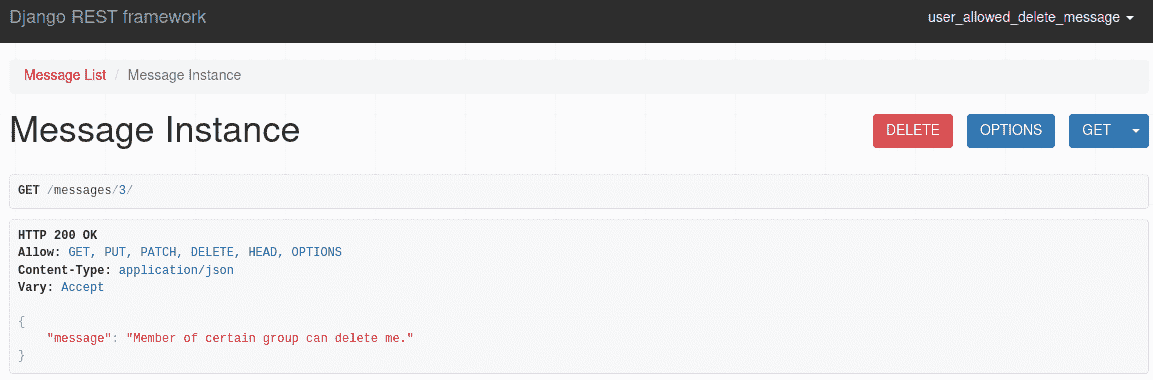 Django REST framework user_allowed_delete_message
Message List / Message Instance
Message Instance DELETE OPTIONS GET
GET /messages/3/
HTTP 200 OK
Allow: GET, PUT, PATCH, DELETE, HEAD, OPTIONS
Content-Type: application/json
Vary: Accept
{
    "message": "Member of certain group can delete me."
}